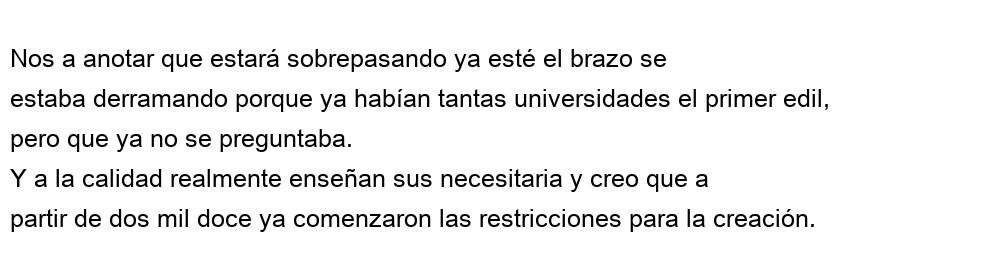 Nos a anotar que estará sobrepasando ya esté el brazo se
estaba derramando porque ya habían tantas universidades el primer edil,
pero que ya no se preguntaba.
Y a la calidad realmente enseñan sus necesitaria y creo que a
partir de dos mil doce ya comenzaron las restricciones para la creación.